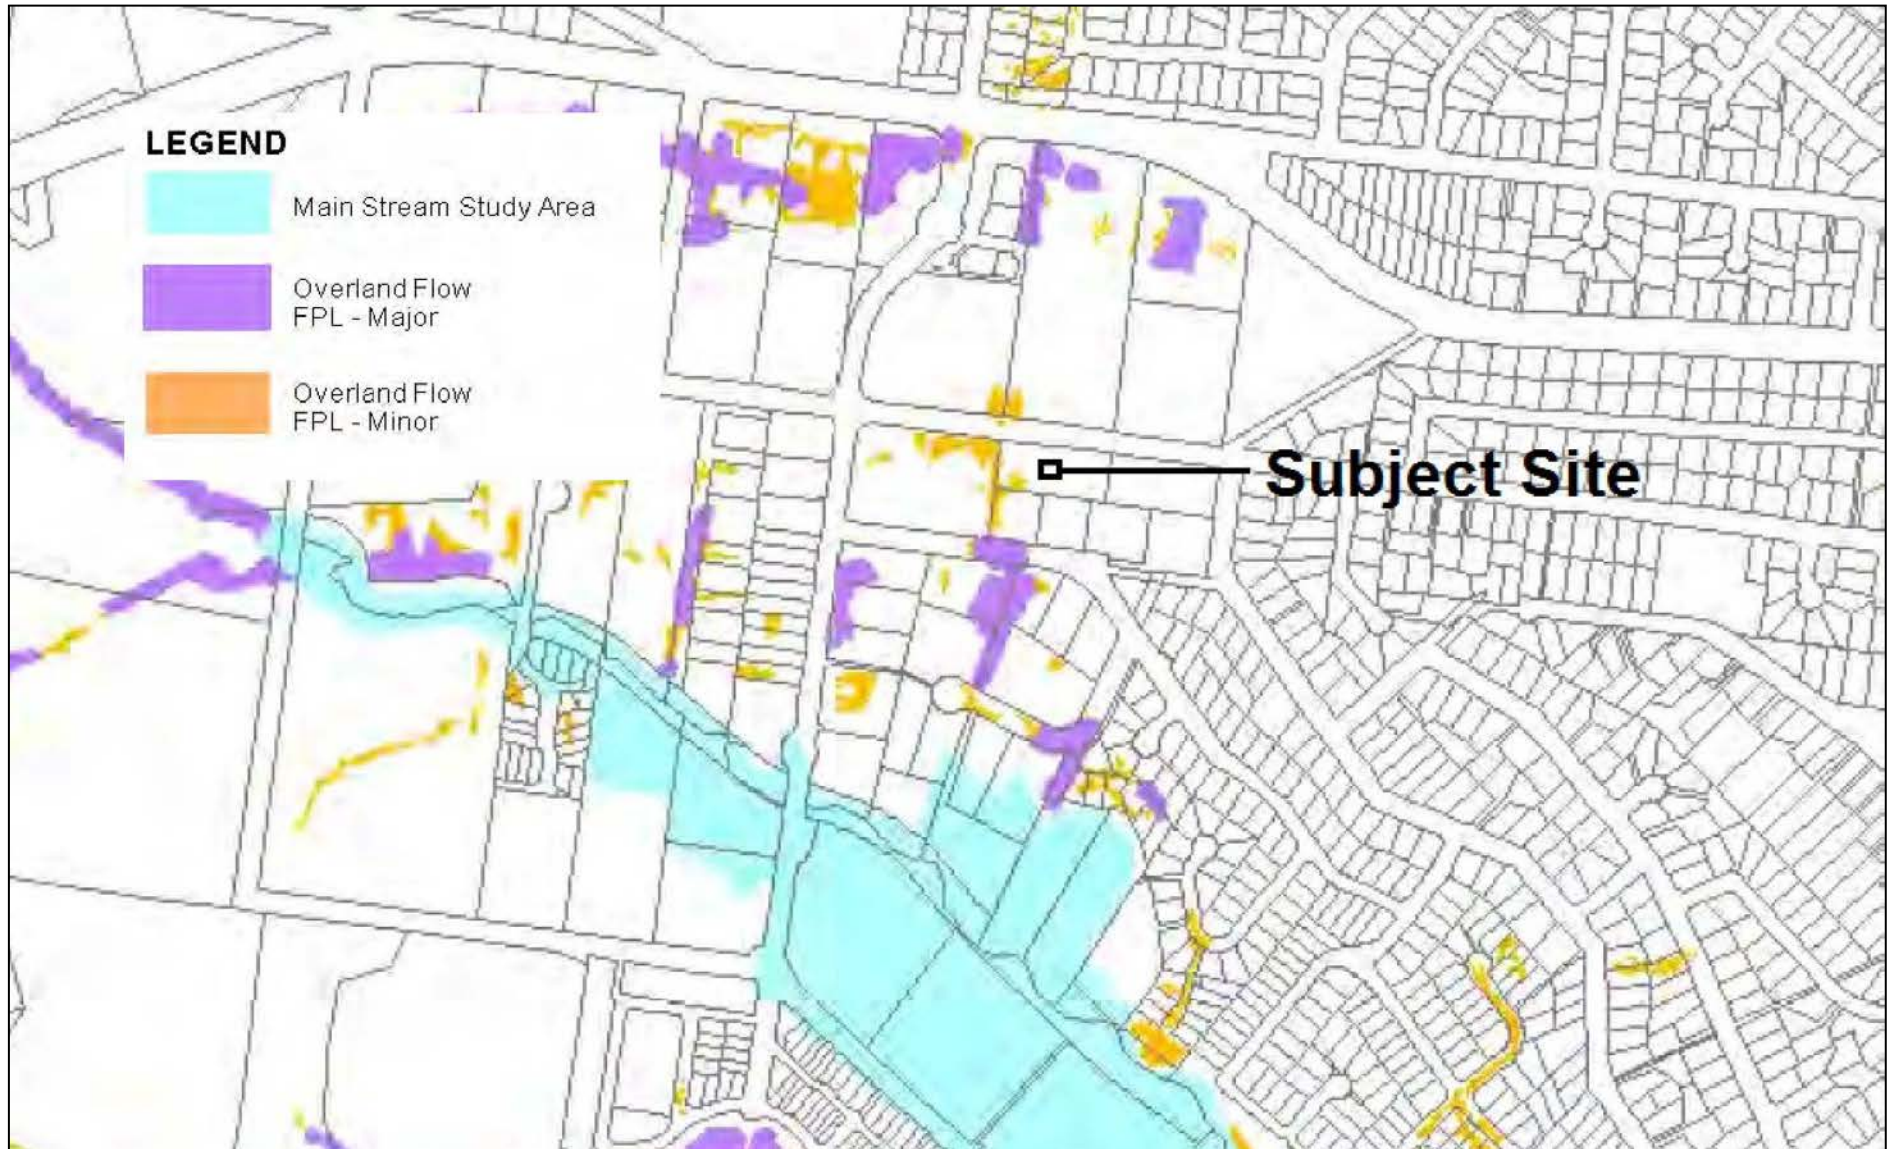 LEGEND
Main Stream Study Area
Overland Flow
FPL - Major
Overland Flow
FPL - Minor
Subject Site